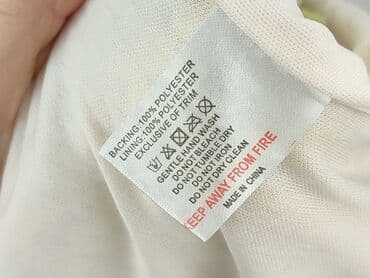 BACKING:100% POLYESTER
LINING:100% POLYESTER
EXCLUSIVE OF TRIM
GENTLE HAND WASH
DO NOT BLEACH
DO NOT TUMBLE DRY
DO NOT IRON
DO NOT DRY CLEAN
KEEP AWAY FROM FIRE
MADE IN CHINA